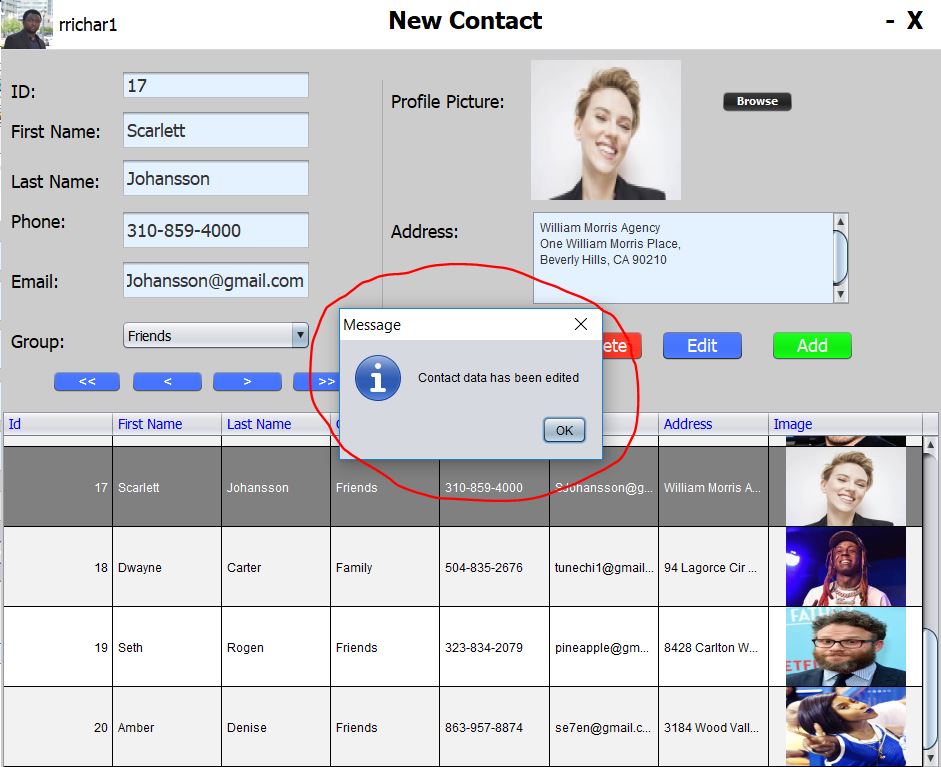 rrichar1
New Contact
- X
ID:
17
First Name:
Scarlett
Last Name:
Johansson
Phone:
310-859-4000
Email:
Johansson@gmail.com
Group:
Friends
<< < > >>
Profile Picture:
Browse
Address:
William Morris Agency
One William Morris Place,
Beverly Hills, CA 90210
Edit Add
Message
Contact data has been edited
OK
Id First Name Last Name Address Image
17 Scarlett Johansson Friends 310-859-4000 SJohansson@g... William Morris A...
18 Dwayne Carter Family 504-835-2676 tunechi1@gmail... 94 Lagorce Cir ...
19 Seth Rogen Friends 323-834-2079 pineapple@gm... 8428 Carlton W...
20 Amber Denise Friends 863-957-8874 se7en@gmail.c... 3184 Wood Vall...